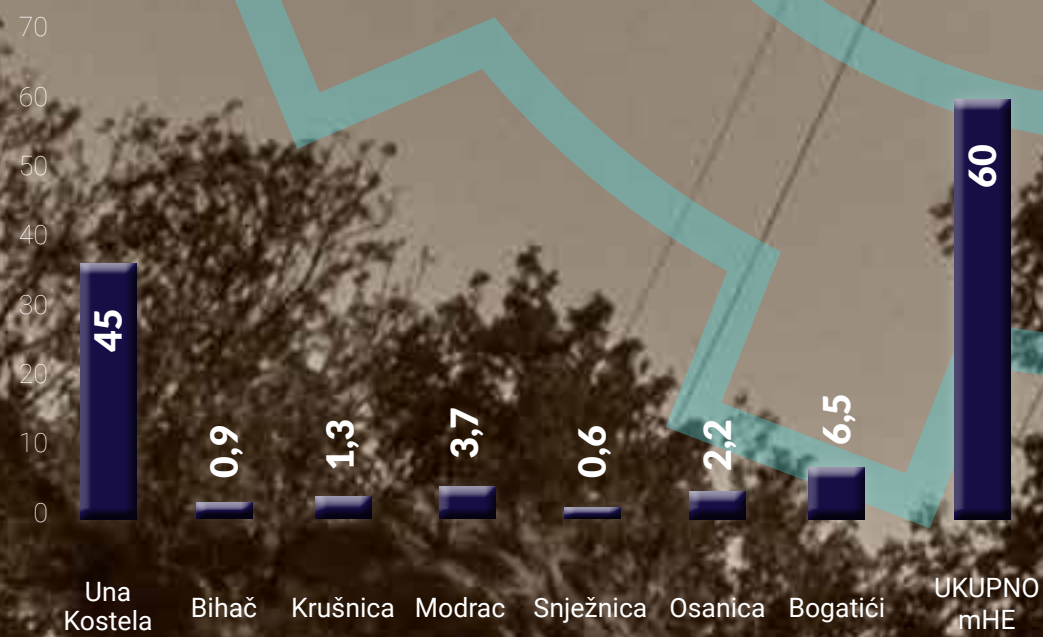 70
60
50
40
30
20
10
0
45
0,9
1,3
3,7
0,6
2,2
6,5
60
Una
Kostela
Bihać
Krušnica
Modrac
Snježnica
Osanica
Bogatići
UKUPNO
mHE